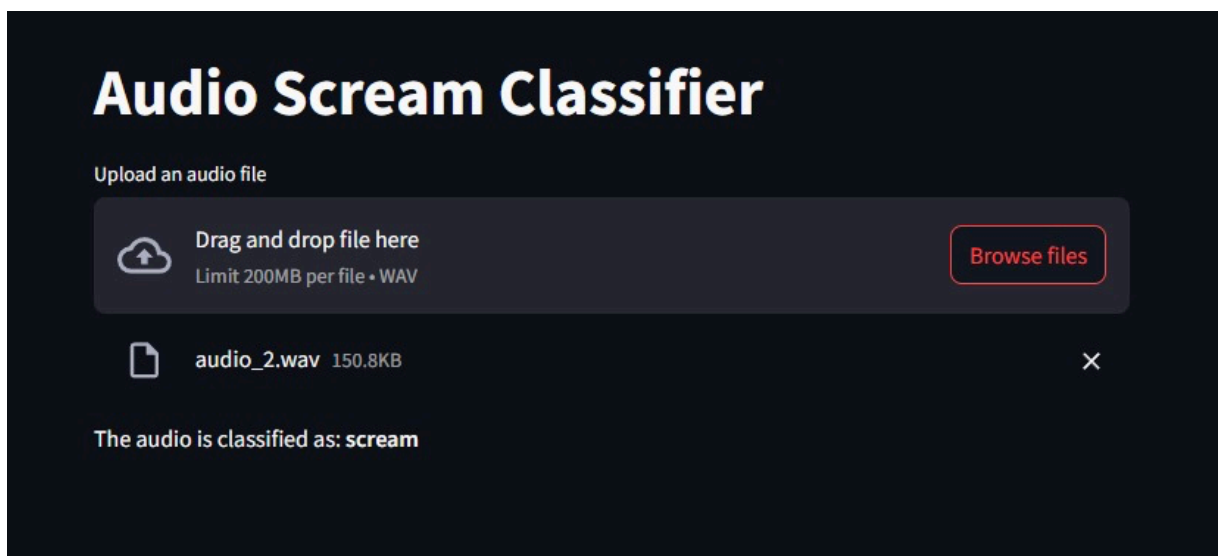 Audio Scream Classifier
Upload an audio file
Drag and drop file here
Limit 200MB per file • WAV
Browse files
audio_2.wav 150.8KB
The audio is classified as: scream